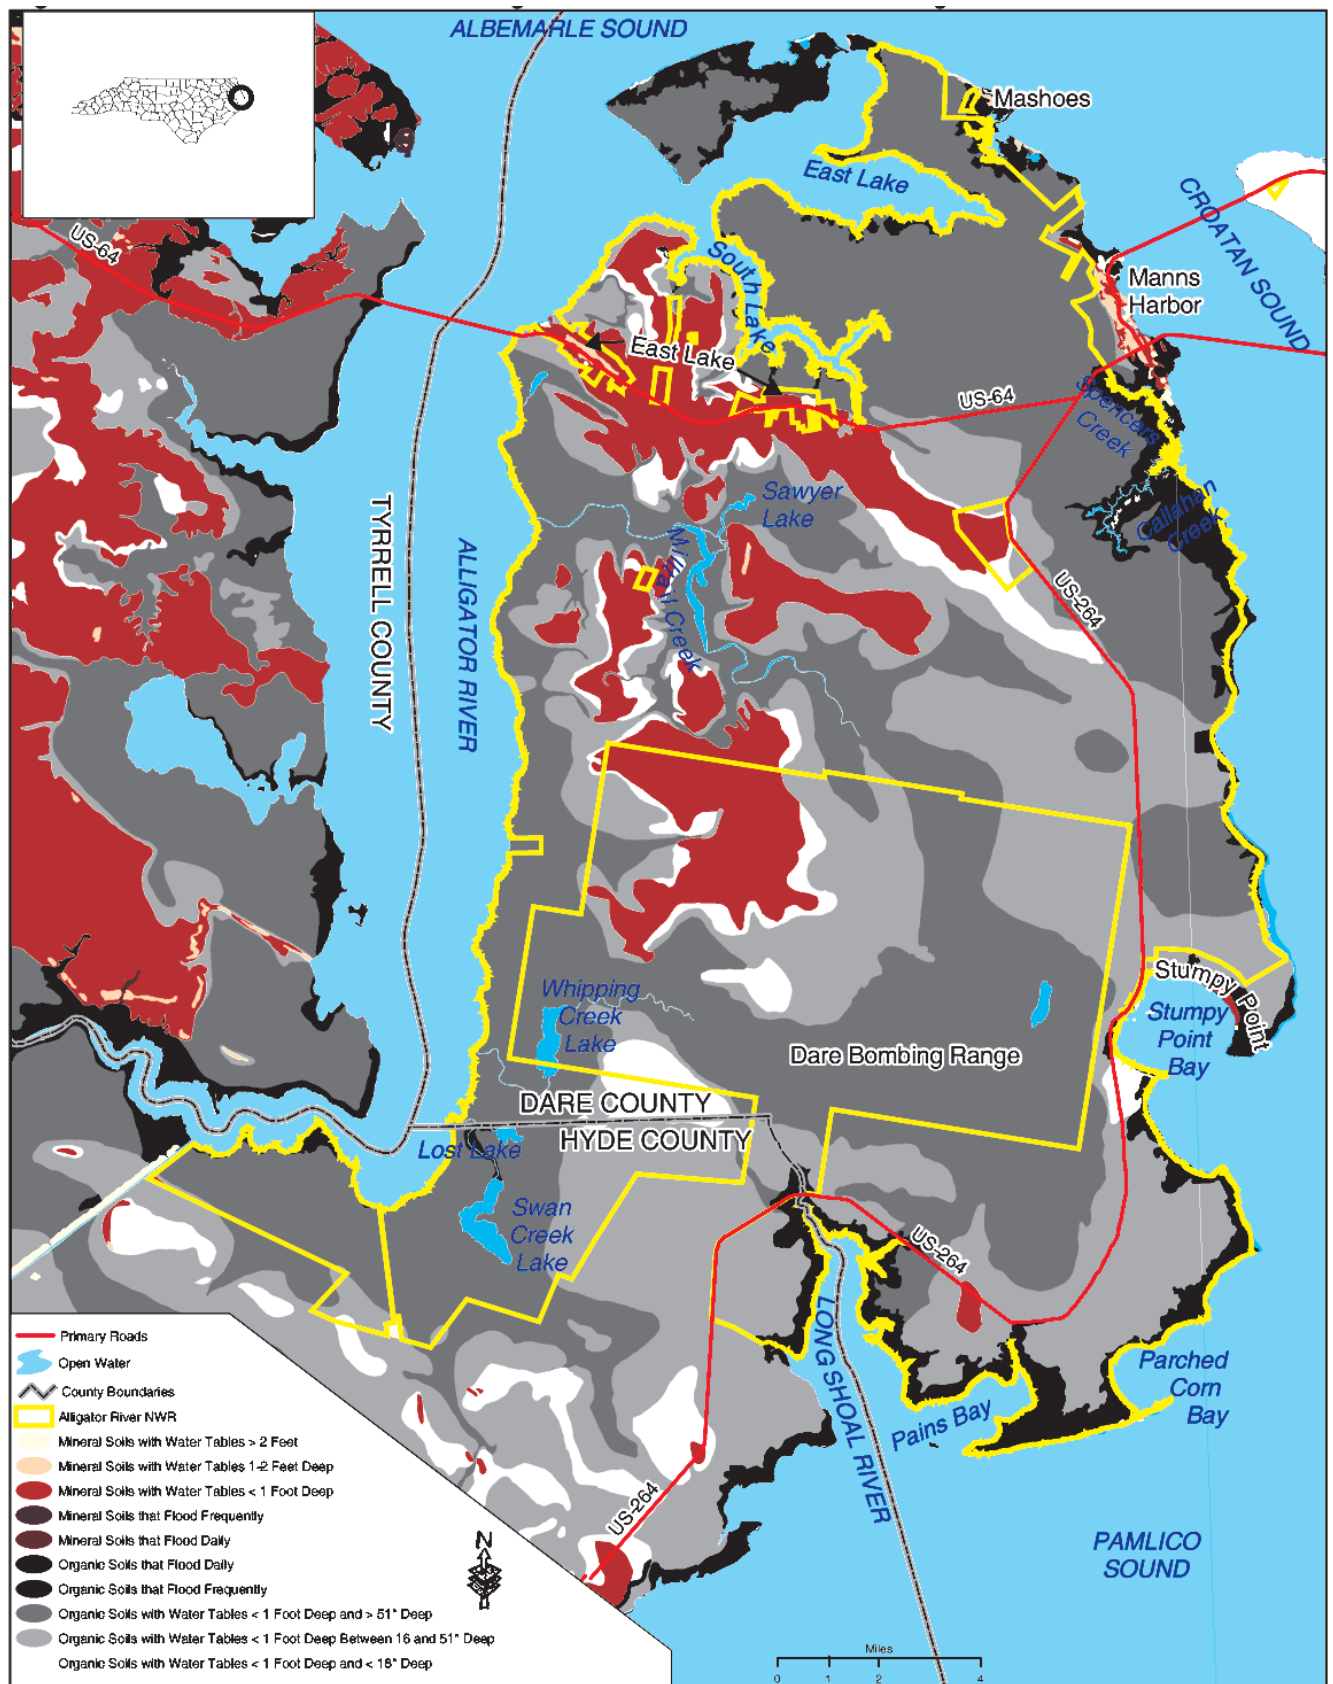 ALBEMARLE SOUND
Mashoes
East Lake
CROATAN SOUND
US-64
South Lake
Manns
Harbor
East Lake
US-64
Spencers
Creek
Sawyer
Lake
Callahan
Creek
TYRRELL COUNTY
ALLIGATOR RIVER
Milltail Creek
US-264
Whipping
Creek
Lake
Stumpy Point
Stumpy
Point
Bay
Dare Bombing Range
DARE COUNTY
HYDE COUNTY
Lost Lake
Swan
Creek
Lake
US-264
LONG SHOAL RIVER
Parched
Corn
Bay
Pains Bay
US-264
PAMLICO
SOUND
Primary Roads
Open Water
County Boundaries
Alligator River NWR
Mineral Soils with Water Tables > 2 Feet
Mineral Soils with Water Tables 1-2 Feet Deep
Mineral Soils with Water Tables < 1 Foot Deep
Mineral Soils that Flood Frequently
Mineral Soils that Flood Daily
Organic Soils that Flood Daily
Organic Soils that Flood Frequently
Organic Soils with Water Tables < 1 Foot Deep and > 51" Deep
Organic Soils with Water Tables < 1 Foot Deep Between 16 and 51" Deep
Organic Soils with Water Tables < 1 Foot Deep and < 16" Deep
N
Miles
0 1 2 4